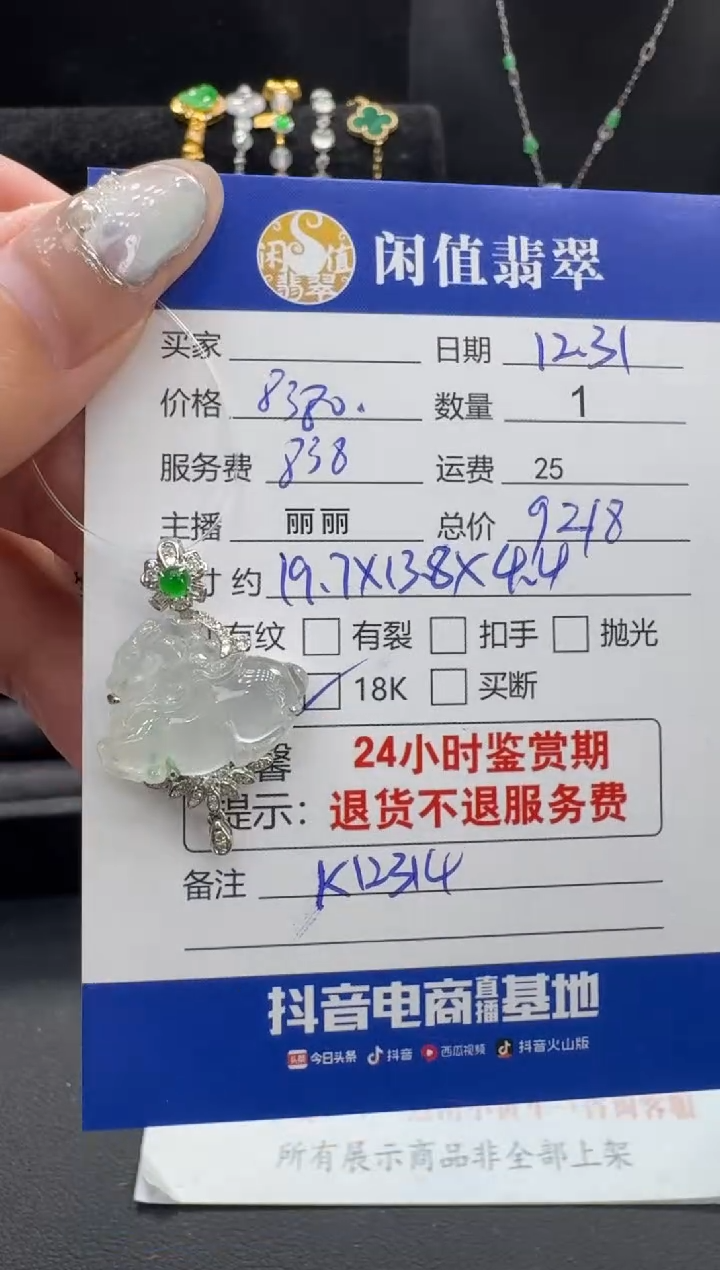 闲值翡翠 闲值翡翠
买家 日期 12.31
价格 8380. 数量 1
服务费 838 运费 25
主播 丽丽 总价 9218
寸约 19.7X13.8X4.4
有纹 有裂 扣手 抛光
18K 买断
馨 24小时鉴赏期
提示: 退货不退服务费
备注 K12314
抖音电商直播基地
头条 今日头条 抖音 西瓜视频 抖音火山版
所有展示商品非全部上架